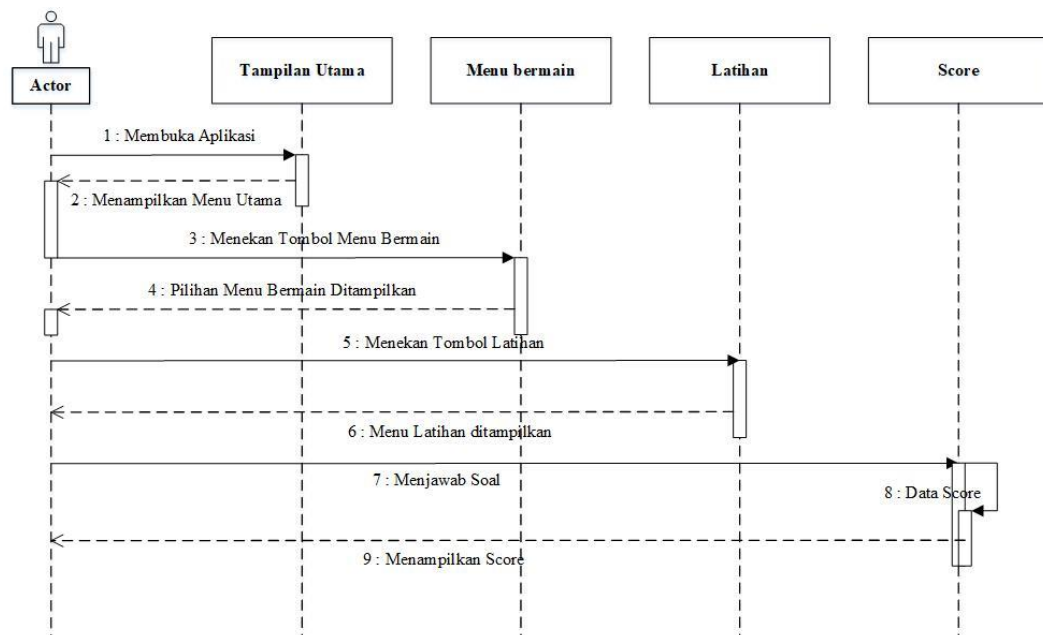 Actor
Tampilan Utama
Menu bermain
Latihan
Score
1 : Membuka Aplikasi
2 : Menampilkan Menu Utama
3 : Menekan Tombol Menu Bermain
4 : Pilihan Menu Bermain Ditampilkan
5 : Menekan Tombol Latihan
6 : Menu Latihan ditampilkan
7 : Menjawab Soal
8 : Data Score
9 : Menampilkan Score